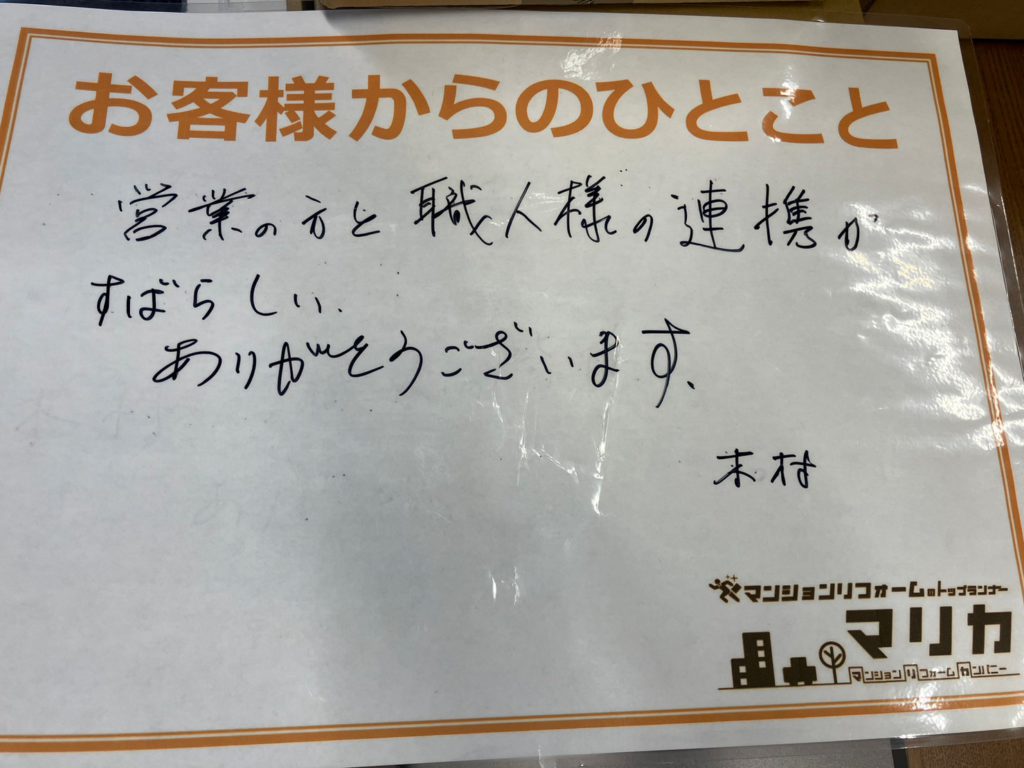 お客様からのひとこと
営業の方と職人様の連携が
すばらしい、
ありがとうございます、
木村
マンションリフォームのトップランナー
マリカ
マンションリフォームカンパニー